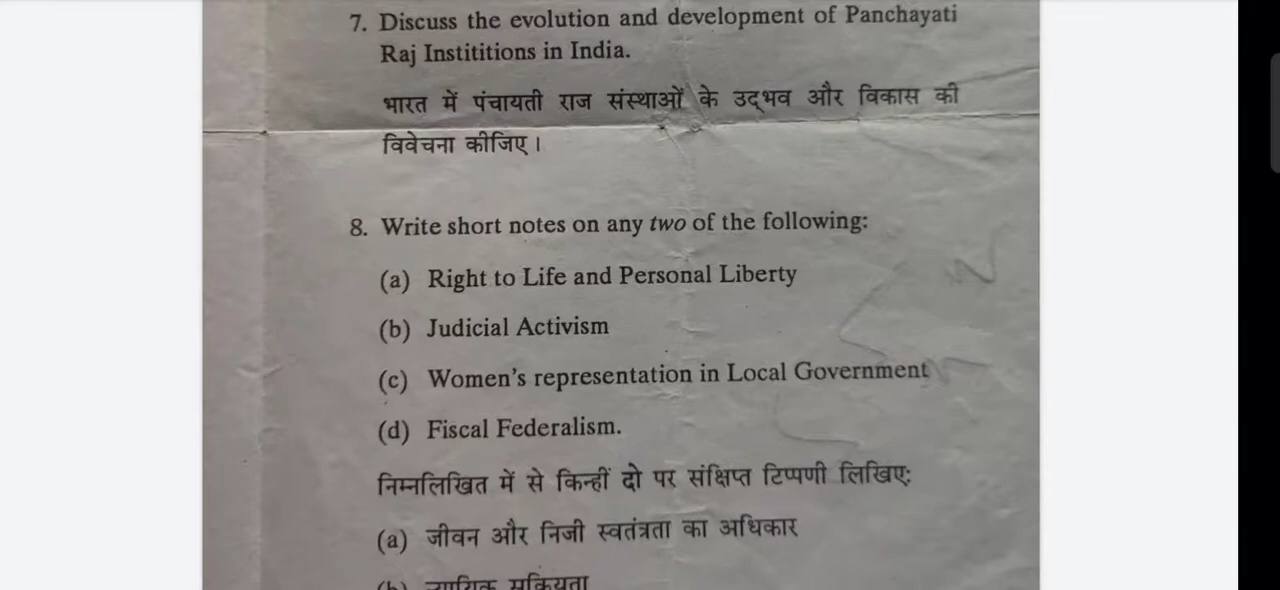 7. Discuss the evolution and development of Panchayati
Raj Instititions in India.
भारत में पंचायती राज संस्थाओं के उद्‌भव और विकास की
विवेचना कीजिए।
8. Write short notes on any two of the following:
(a) Right to Life and Personal Liberty
(b) Judicial Activism
(c) Women's representation in Local Government
(d) Fiscal Federalism.
निम्नलिखित में से किन्हीं दो पर संक्षिप्त टिप्पणी लिखिए:
(a) जीवन और निजी स्वतंत्रता का अधिकार
(b)